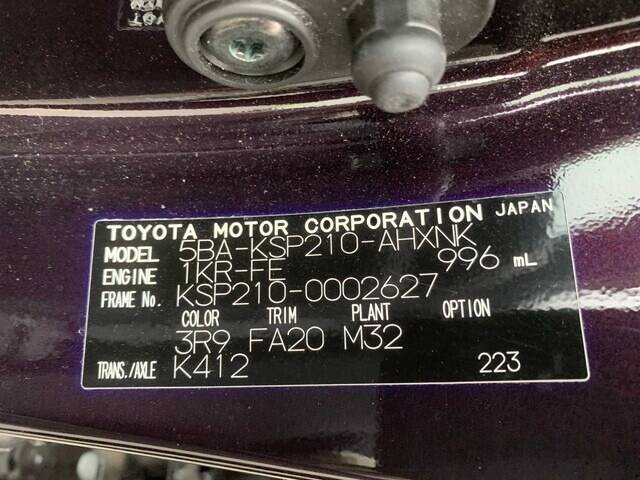 TOYOTA MOTOR CORPORATION JAPAN
MODEL 5BA-KSP210-AHXNK
ENGINE 1KR-FE 996 mL
FRAME No. KSP210-0002627
COLOR TRIM PLANT OPTION
3R9 FA20 M32
TRANS./AXLE K412 223